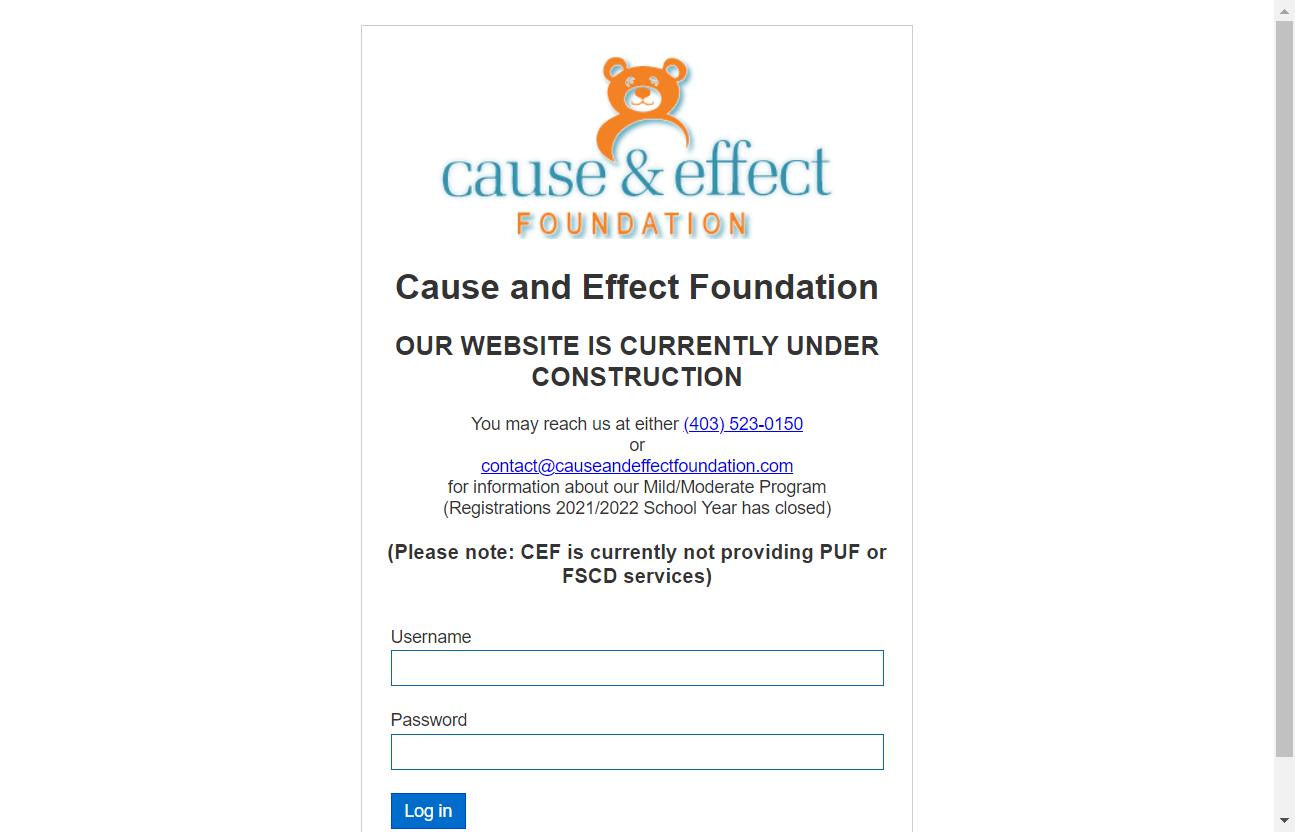 cause & effect
FOUNDATION
Cause and Effect Foundation
OUR WEBSITE IS CURRENTLY UNDER
CONSTRUCTION
You may reach us at either (403) 523-0150
or
contact@causeandeffectfoundation.com
for information about our Mild/Moderate Program
(Registrations 2021/2022 School Year has closed)
(Please note: CEF is currently not providing PUF or
FSCD services)
Username
Password
Log in